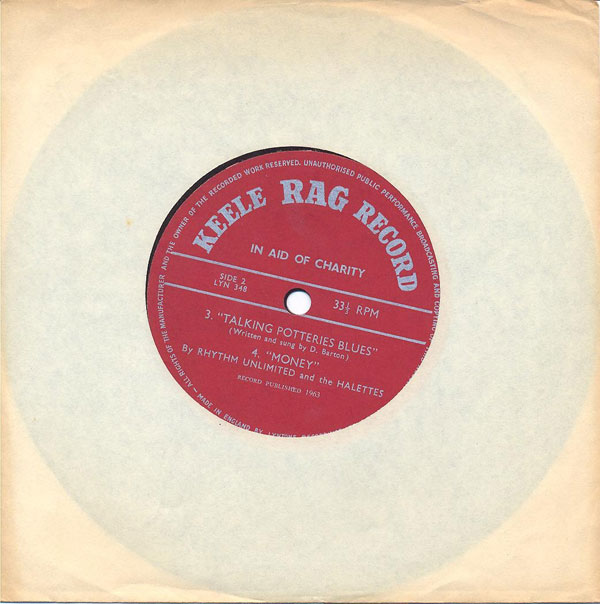 ALL RIGHTS OF THE MANUFACTURER AND THE OWNER OF THE RECORDED WORK RESERVED. UNAUTHORISED PUBLIC PERFORMANCE BROADCASTING AND COPYING
KEELE RAG RECORD
IN AID OF CHARITY
SIDE 2
LYN 348
33⅓ RPM
3. "TALKING POTTERIES BLUES"
(Written and sung by D. Barton)
4. "MONEY"
By RHYTHM UNLIMITED and the HALETTES
RECORD PUBLISHED 1963
MADE IN ENGLAND BY